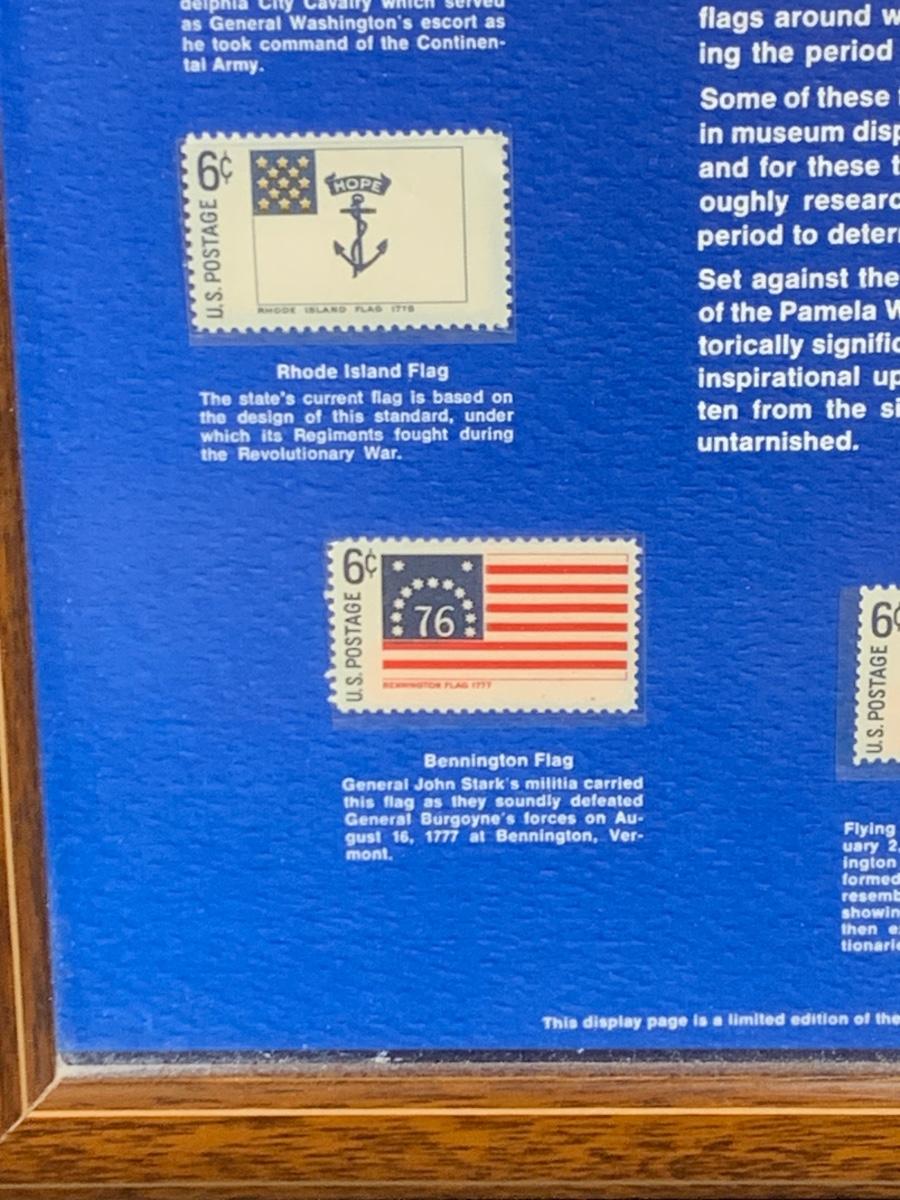 delphia City Cavalry which served
as General Washington's escort as
he took command of the Continen-
tal Army.
6¢
U.S. POSTAGE
HOPE
RHODE ISLAND FLAG 1775
Rhode Island Flag
The state's current flag is based on
the design of this standard, under
which its Regiments fought during
the Revolutionary War.
6¢
U.S. POSTAGE
76
BENNINGTON FLAG 1777
Bennington Flag
General John Stark's militia carried
this flag as they soundly defeated
General Burgoyne's forces on Au-
gust 16, 1777 at Bennington, Ver-
mont.
flags around w
ing the period
Some of these
in museum disp
and for these t
oughly researc
period to deter
Set against the
of the Pamela W
torically signific
inspirational up
ten from the si
untarnished.
6¢
U.S. POSTAGE
Flying
uary 2,
ington
formed
resemb
showin
then e
tionarie
This display page is a limited edition of the